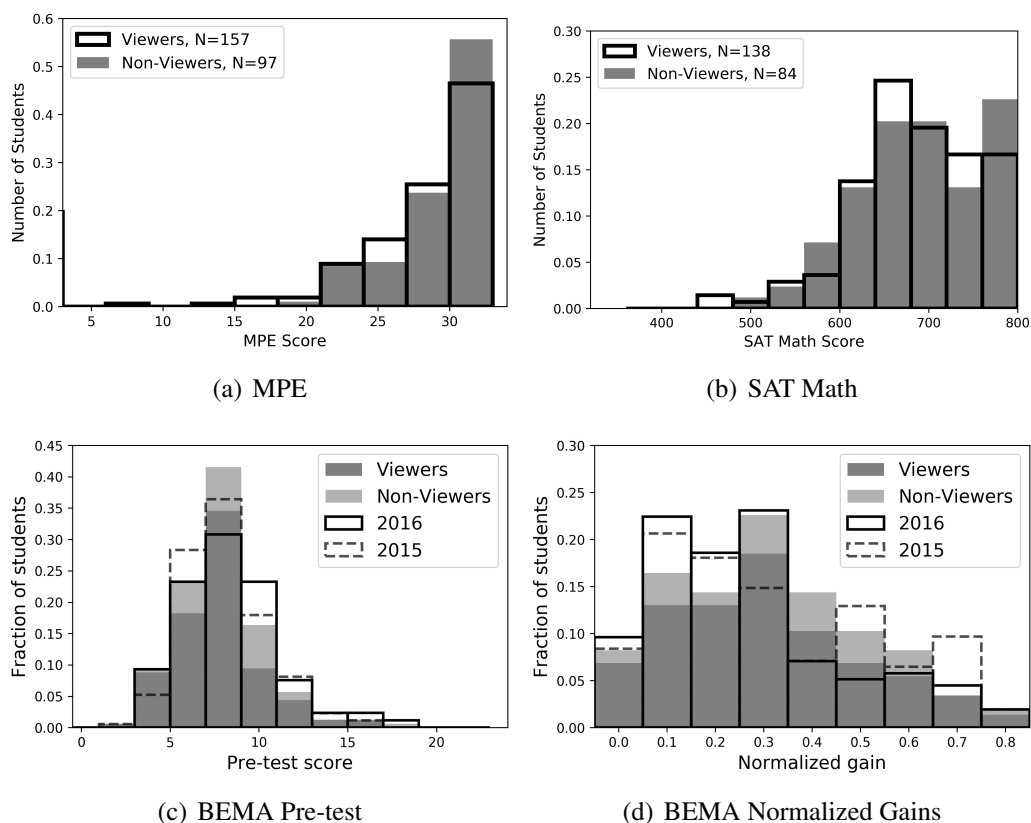 0.6
0.5
0.4
0.3
0.2
0.1
0.0
Number of Students
Viewers, N=157
Non-Viewers, N=97
5 10 15 20 25 30
MPE Score
(a) MPE
0.30
0.25
0.20
0.15
0.10
0.05
0.00
Number of Students
Viewers, N=138
Non-Viewers, N=84
400 500 600 700 800
SAT Math Score
(b) SAT Math
0.45
0.40
0.35
0.30
0.25
0.20
0.15
0.10
0.05
0.00
Fraction of students
Viewers
Non-Viewers
2016
2015
0 5 10 15 20
Pre-test score
(c) BEMA Pre-test
0.30
0.25
0.20
0.15
0.10
0.05
0.00
Fraction of students
Viewers
Non-Viewers
2016
2015
0.0 0.1 0.2 0.3 0.4 0.5 0.6 0.7 0.8
Normalized gain
(d) BEMA Normalized Gains